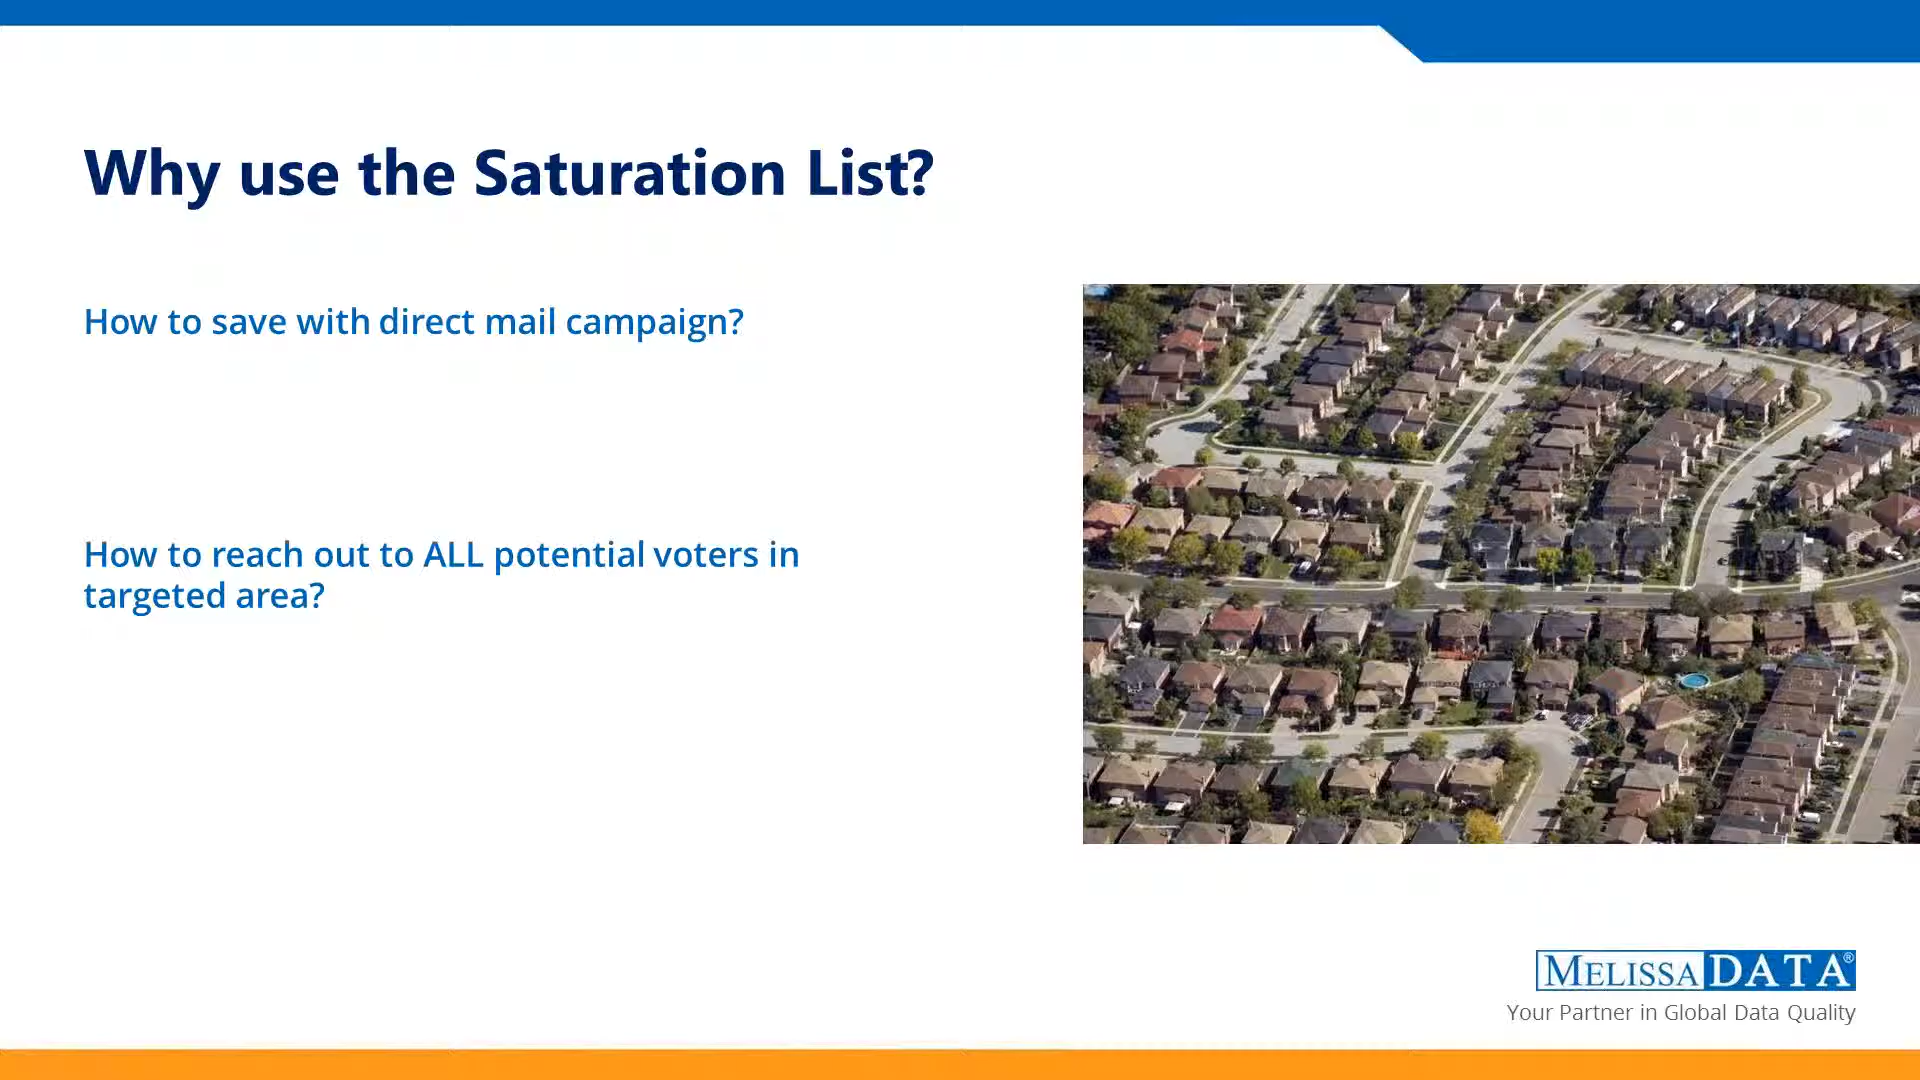 Why use the Saturation List?
How to save with direct mail campaign?
How to reach out to ALL potential voters in
targeted area?
MELISSA DATA®
Your Partner in Global Data Quality